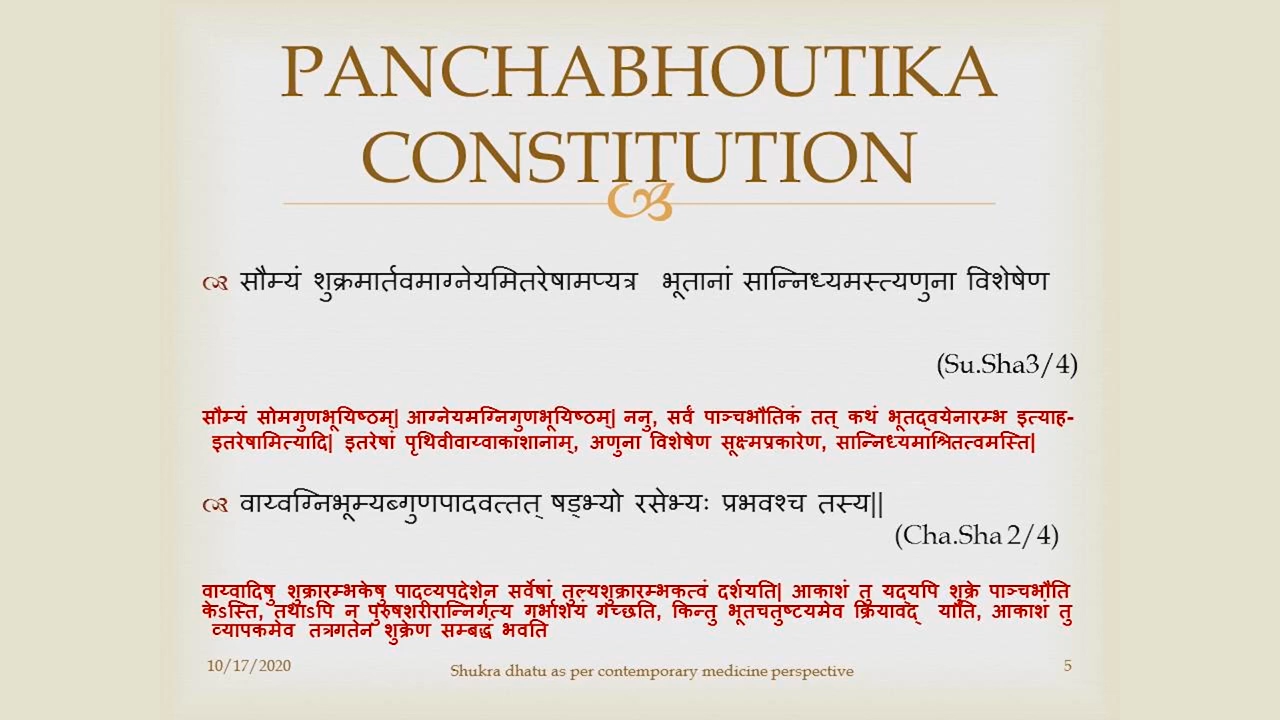 PANCHABHOUTIKA
CONSTITUTION
सौम्यं शुक्रमार्तवमाग्नेयमितरेषामप्यत्र भूतानां सान्निध्यमस्त्यणुना विशेषेण
(Su.Sha3/4)
सौम्यं सोमगुणभूयिष्ठम्| आग्नेयमग्निगुणभूयिष्ठम्| ननु, सर्वं पाञ्चभौतिकं तत् कथं भूतद्वयेनारम्भ इत्याह-
इतरेषामित्यादि| इतरेषां पृथिवीवाय्वाकाशानाम्, अणुना विशेषेण सूक्ष्मप्रकारेण, सान्निध्यमाश्रितत्वमस्ति|
वाय्वग्निभूम्यब्गुणपादवत्तत् षड्भ्यो रसेभ्यः प्रभवश्च तस्य||
(Cha.Sha 2/4)
वाय्वादिषु शुक्रारम्भकेषु पादव्यपदेशेन सर्वेषां तुल्यशुक्रारम्भकत्वं दर्शयति| आकाशं तु यद्यपि शुक्रे पाञ्चभौति
केऽस्ति, तथाऽपि न पुरुषशरीरान्निर्गत्य गर्भाशयं गच्छति, किन्तु भूतचतुष्टयमेव क्रियावद् याति, आकाशं तु
व्यापकमेव तत्रगतेन शुक्रेण सम्बद्धं भवति
10/17/2020
Shukra dhatu as per contemporary medicine perspective
5